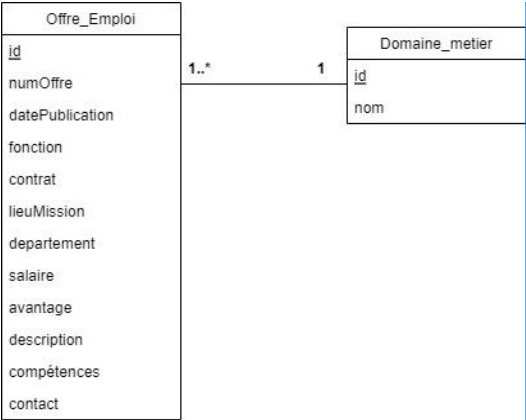 Offre_Emploi
id
numOffre
datePublication
fonction
contrat
lieuMission
departement
salaire
avantage
description
compétences
contact
1..*
1
Domaine_metier
id
nom